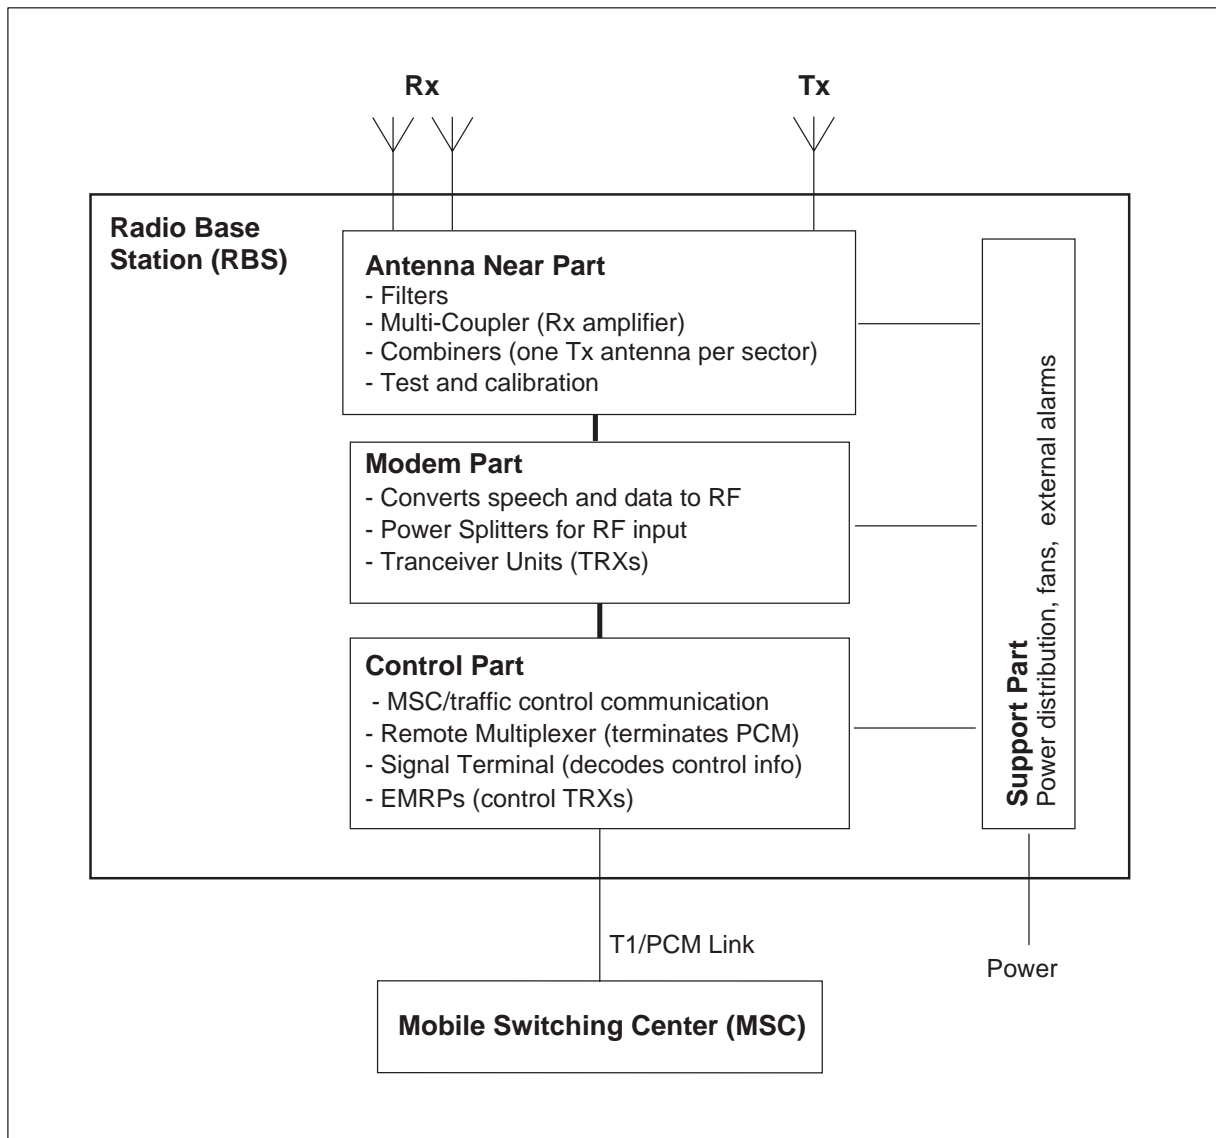 Rx
Tx
Radio Base
Station (RBS)
Antenna Near Part
- Filters
- Multi-Coupler (Rx amplifier)
- Combiners (one Tx antenna per sector)
- Test and calibration
Modem Part
- Converts speech and data to RF
- Power Splitters for RF input
- Tranceiver Units (TRXs)
Control Part
- MSC/traffic control communication
- Remote Multiplexer (terminates PCM)
- Signal Terminal (decodes control info)
- EMRPs (control TRXs)
Support Part
Power distribution, fans, external alarms
T1/PCM Link
Power
Mobile Switching Center (MSC)